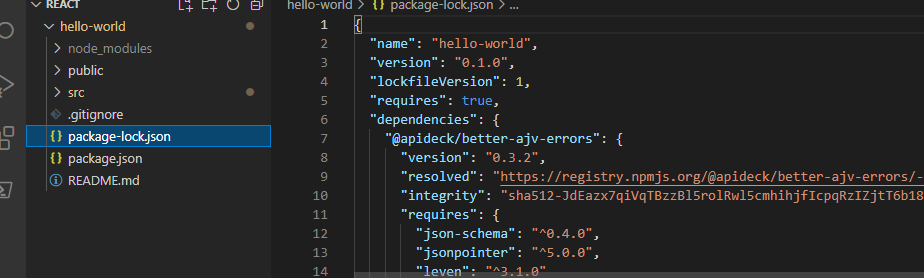 REACT
hello-world
node_modules
public
src
.gitignore
{} package-lock.json
{} package.json
README.md
hello-world > {} package-lock.json > ...
1 {
2 "name": "hello-world",
3 "version": "0.1.0",
4 "lockfileVersion": 1,
5 "requires": true,
6 "dependencies": {
7 "@apideck/better-ajv-errors": {
8 "version": "0.3.2",
9 "resolved": "https://registry.npmjs.org/@apideck/better-ajv-errors/-
10 "integrity": "sha512-JdEazx7qiVqTBzzBl5rolRwl5cmhihjfIcpqRzIZjtT6b18
11 "requires": {
12 "json-schema": "^0.4.0",
13 "jsonpointer": "^5.0.0",
14 "leven": "^3.1.0"